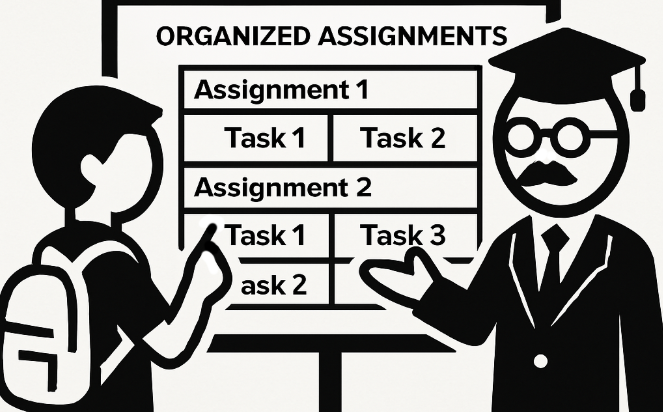 ORGANIZED ASSIGNMENTS
Assignment 1
Task 1 Task 2
Assignment 2
Task 1 Task 3
ask 2